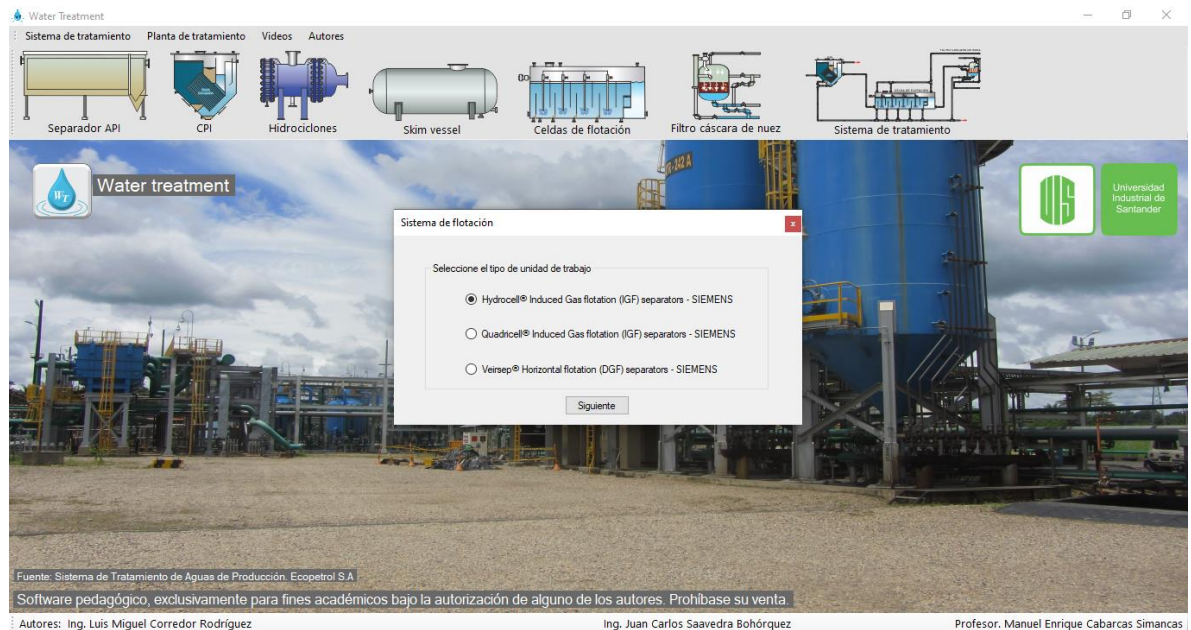 Water Treatment
Sistema de tratamiento Planta de tratamiento Videos Autores
Separador API
CPI
Hidrociclones
Skim vessel
Celdas de flotación
Filtro cáscara de nuez
Sistema de tratamiento
WT
Water treatment
Universidad
Industrial de
Santander
Sistema de flotación
Seleccione el tipo de unidad de trabajo
Hydrocell® Induced Gas flotation (IGF) separators - SIEMENS
Quadricell® Induced Gas flotation (IGF) separators - SIEMENS
Veirsep® Horizontal flotation (DGF) separators - SIEMENS
Siguiente
Fuente: Sistema de Tratamiento de Aguas de Producción. Ecopetrol S.A
Software pedagógico, exclusivamente para fines académicos bajo la autorización de alguno de los autores. Prohíbase su venta.
Autores: Ing. Luis Miguel Corredor Rodríguez Ing. Juan Carlos Saavedra Bohórquez Profesor. Manuel Enrique Cabarcas Simancas